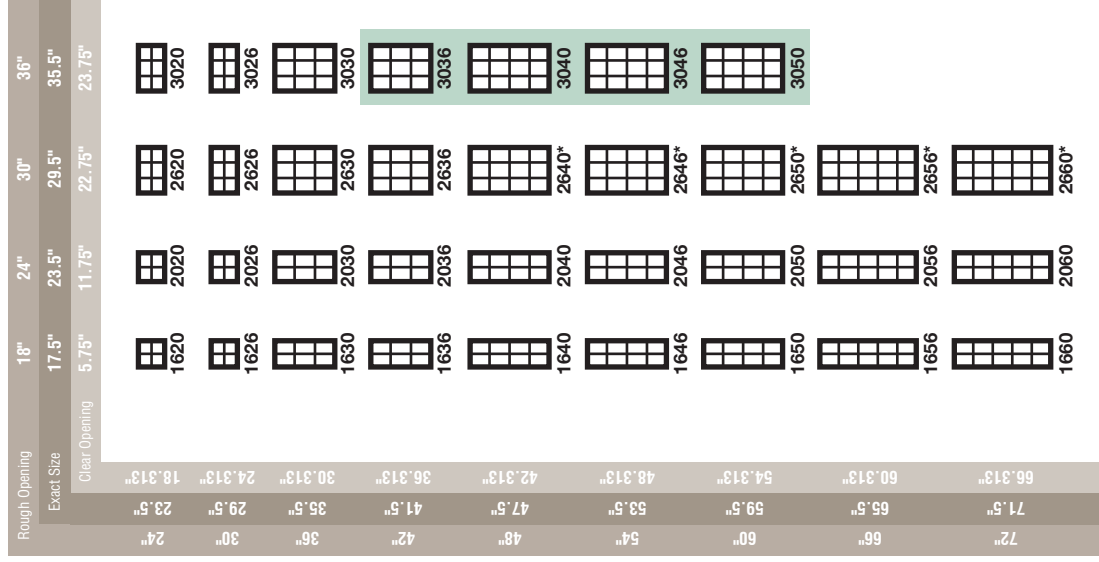 Rough Opening 18" 24" 30" 36"
Exact Size 17.5" 23.5" 29.5" 35.5"
Clear Opening 5.75" 11.75" 22.75" 23.75"
24" 23.5" 18.313" 1620 2020 2620 3020
30" 29.5" 24.313" 1626 2026 2626 3026
36" 35.5" 30.313" 1630 2030 2630 3030
42" 41.5" 36.313" 1636 2036 2636 3036
48" 47.5" 42.313" 1640 2040 2640* 3040
54" 53.5" 48.313" 1646 2046 2646* 3046
60" 59.5" 54.313" 1650 2050 2650* 3050
66" 65.5" 60.313" 1656 2056 2656*
72" 71.5" 66.313" 1660 2060 2660*